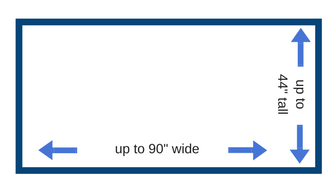 up to
44" tall
up to 90" wide